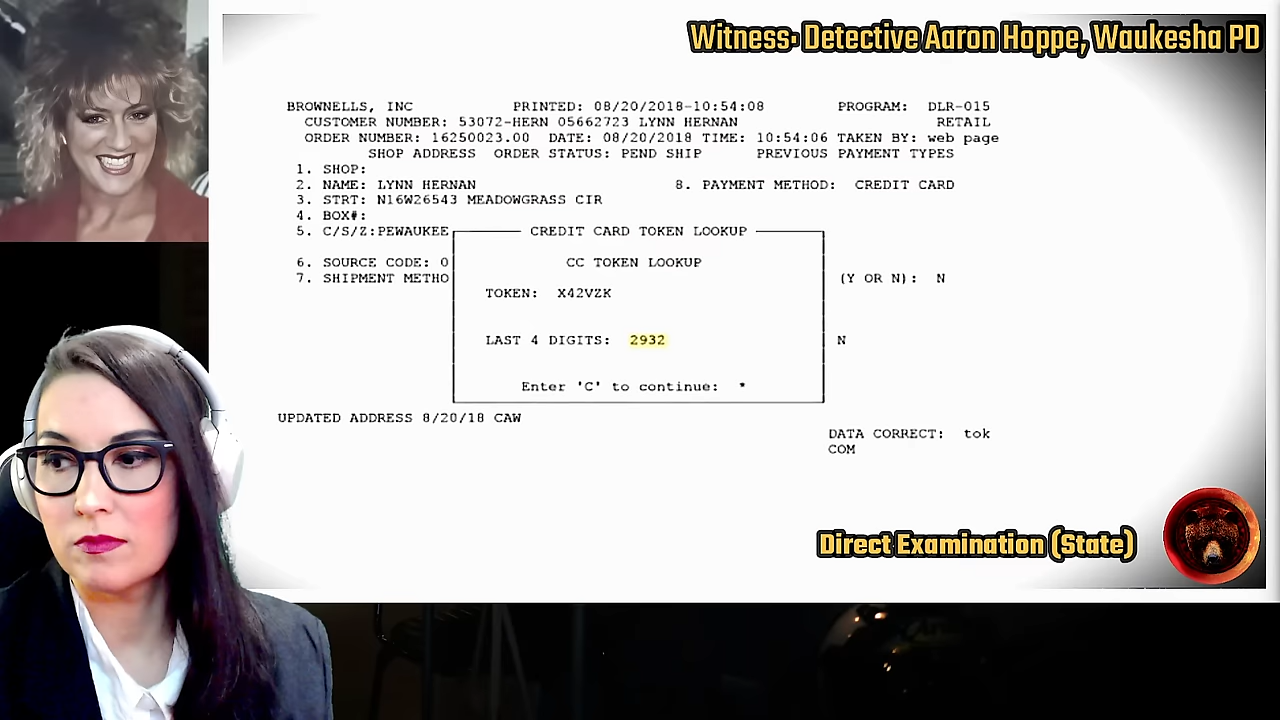 Witness: Detective Aaron Hoppe, Waukesha PD
BROWNELLS, INC PRINTED: 08/20/2018-10:54:08 PROGRAM: DLR-015
CUSTOMER NUMBER: 53072-HERN 05662723 LYNN HERNAN RETAIL
ORDER NUMBER: 16250023.00 DATE: 08/20/2018 TIME: 10:54:06 TAKEN BY: web page
SHOP ADDRESS ORDER STATUS: PEND SHIP PREVIOUS PAYMENT TYPES
1. SHOP:
2. NAME: LYNN HERNAN 8. PAYMENT METHOD: CREDIT CARD
3. STRT: N16W26543 MEADOWGRASS CIR
4. BOX#:
5. C/S/Z:PEWAUKEE CREDIT CARD TOKEN LOOKUP
6. SOURCE CODE: 0 CC TOKEN LOOKUP
7. SHIPMENT METHO (Y OR N): N
TOKEN: X42VZK
LAST 4 DIGITS: 2932 N
Enter 'C' to continue: *
UPDATED ADDRESS 8/20/18 CAW
DATA CORRECT: tok
COM
Direct Examination (State)